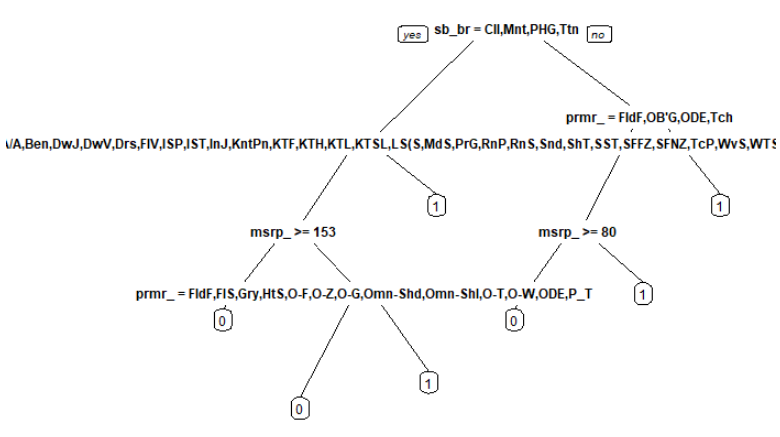 yes sb_br = Cll,Mnt,PHG,Ttn no
prmr_ = FldF,OB'G,ODE,Tch
Ben,DwJ,DwV,Drs,FlV,ISP,IST,InJ,KntPn,KTF,KTH,KTL,KTSL,LS(S,MdS,PrG,RnP,RnS,Snd,ShT,SST,SFFZ,SFNZ,TcP,WvS,WTS
1 1
msrp_ >= 153 msrp_ >= 80
prmr_ = FldF,FlS,Gry,HtS,O-F,O-Z,O-G,Omn-Shd,Omn-Shl,O-T,O-W,ODE,P_T 1
0 0
1
0